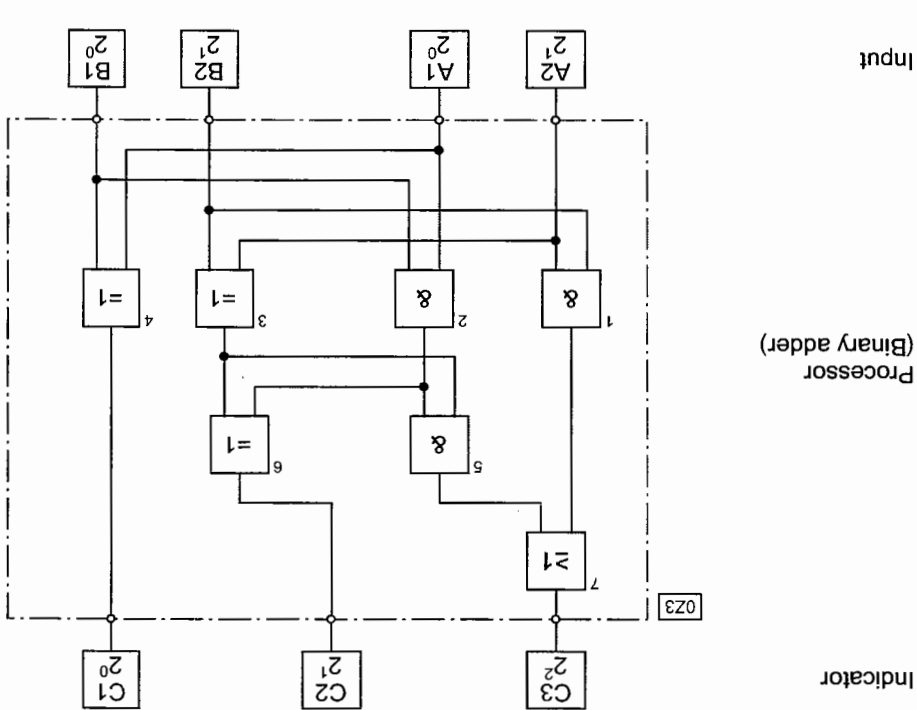 Indicator
C3
2²
C2
2¹
C1
2⁰
0Z3
7
≥1
5
&
6
=1
Processor
(Binary adder)
1
&
2
&
3
=1
4
=1
Input
A2
2¹
A1
2⁰
B2
2¹
B1
2⁰